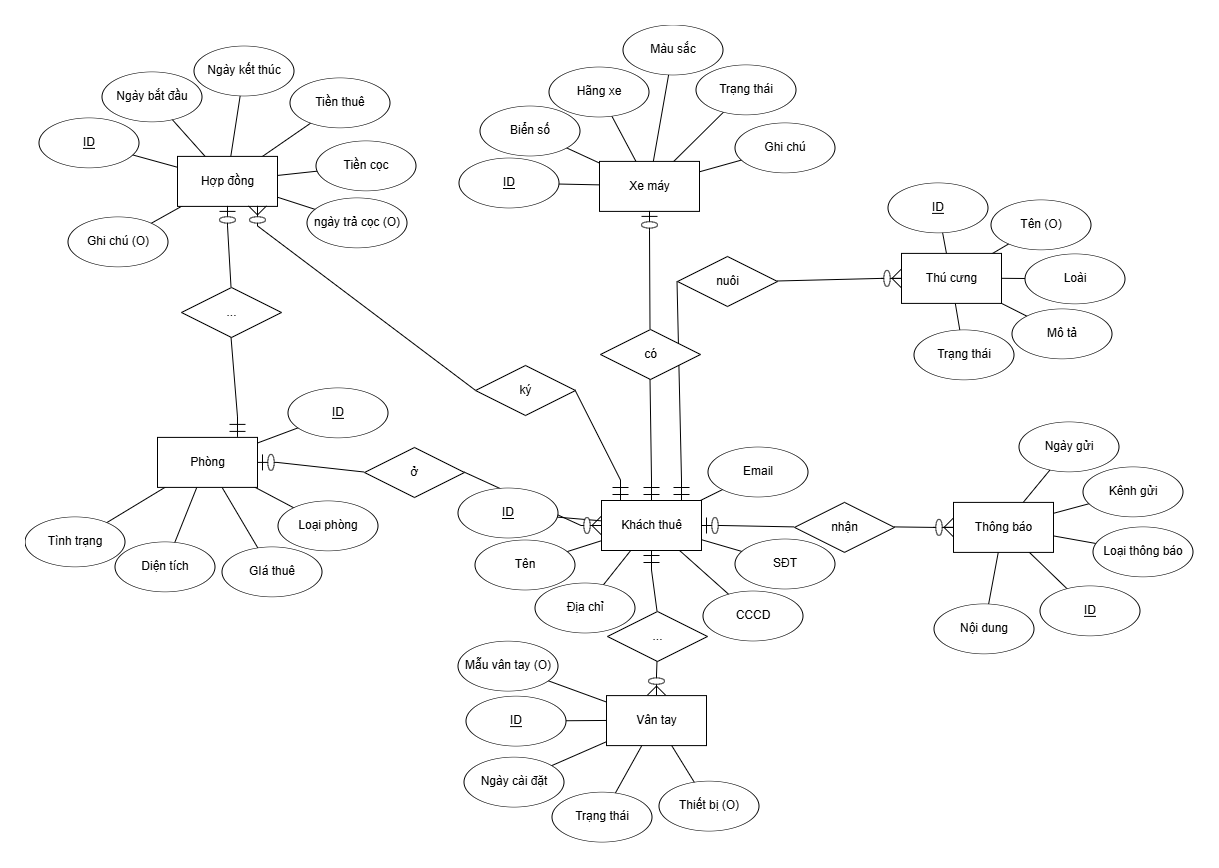 Màu sắc
Ngày kết thúc
Hãng xe
Trạng thái
Ngày bắt đầu
Tiền thuê
Biển số
ID
Ghi chú
Tiền cọc
Hợp đồng
ID
Xe máy
ID
ngày trả cọc (O)
Tên (O)
Ghi chú (O)
nuôi
Thú cưng
Loài
...
Mô tả
có
Trạng thái
ký
ID
Ngày gửi
Phòng
ở
Email
Kênh gửi
ID
Khách thuê
nhận
Thông báo
Loại phòng
Tình trạng
Loại thông báo
Diện tích
GIá thuê
Tên
SĐT
Địa chỉ
CCCD
ID
Nội dung
...
Mẫu vân tay (O)
ID
Vân tay
Ngày cài đặt
Trạng thái
Thiết bị (O)